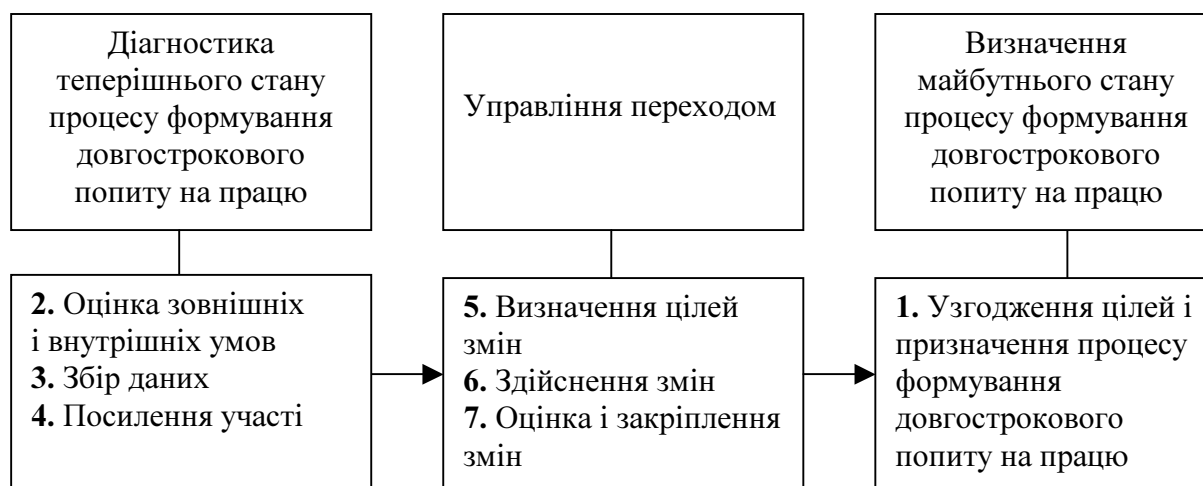 Діагностика
теперішнього стану
процесу формування
довгострокового
попиту на працю
Управління переходом
Визначення
майбутнього стану
процесу формування
довгострокового
попиту на працю
2. Оцінка зовнішніх
і внутрішніх умов
3. Збір даних
4. Посилення участі
5. Визначення цілей
змін
6. Здійснення змін
7. Оцінка і закріплення
змін
1. Узгодження цілей і
призначення процесу
формування
довгострокового
попиту на працю